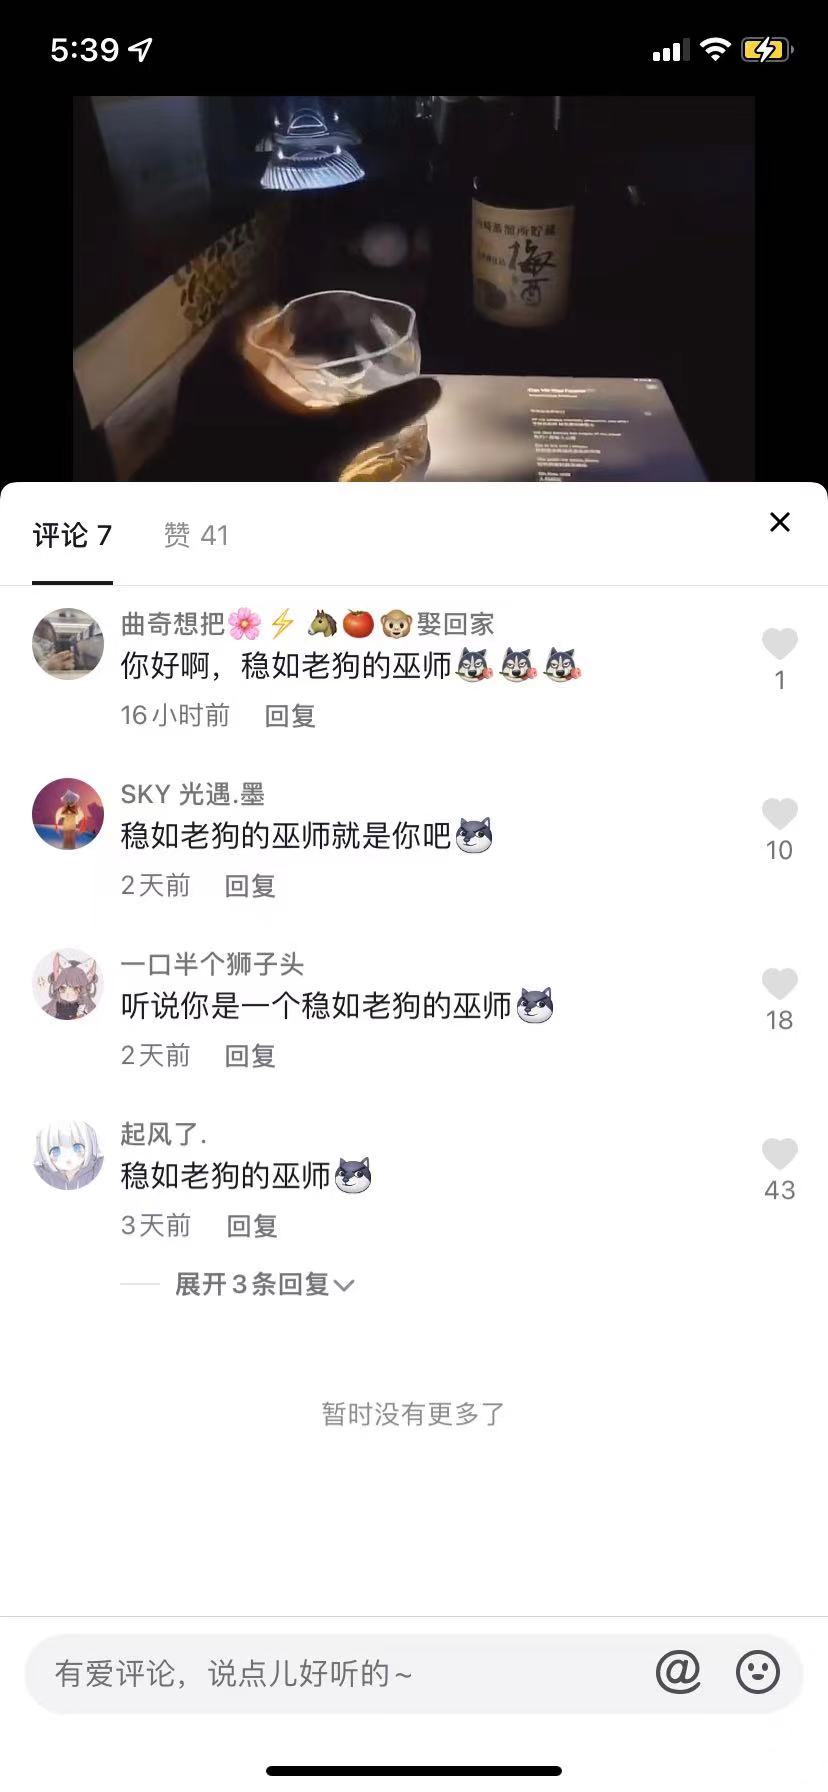 5:39
梅酒
评论 7
赞 41
曲奇想把🌸⚡🐴🍅🐵娶回家
你好啊，稳如老狗的巫师
1
16小时前 回复
SKY 光遇.墨
稳如老狗的巫师就是你吧
10
2天前 回复
一口半个狮子头
听说你是一个稳如老狗的巫师
18
2天前 回复
起风了.
稳如老狗的巫师
43
3天前 回复
展开3条回复
暂时没有更多了
有爱评论，说点儿好听的~
@